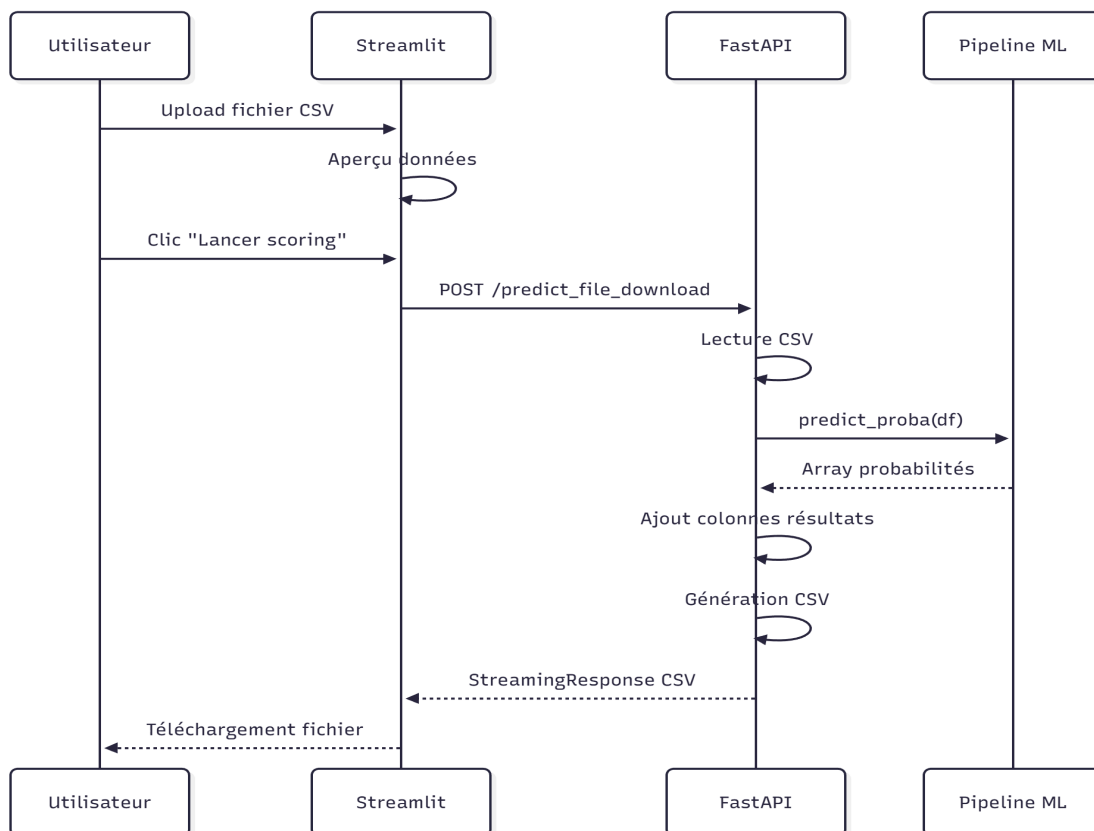 Utilisateur
Streamlit
FastAPI
Pipeline ML
Upload fichier CSV
Aperçu données
Clic "Lancer scoring"
POST /predict_file_download
Lecture CSV
predict_proba(df)
Array probabilités
Ajout colonnes résultats
Génération CSV
StreamingResponse CSV
Téléchargement fichier
Utilisateur
Streamlit
FastAPI
Pipeline ML